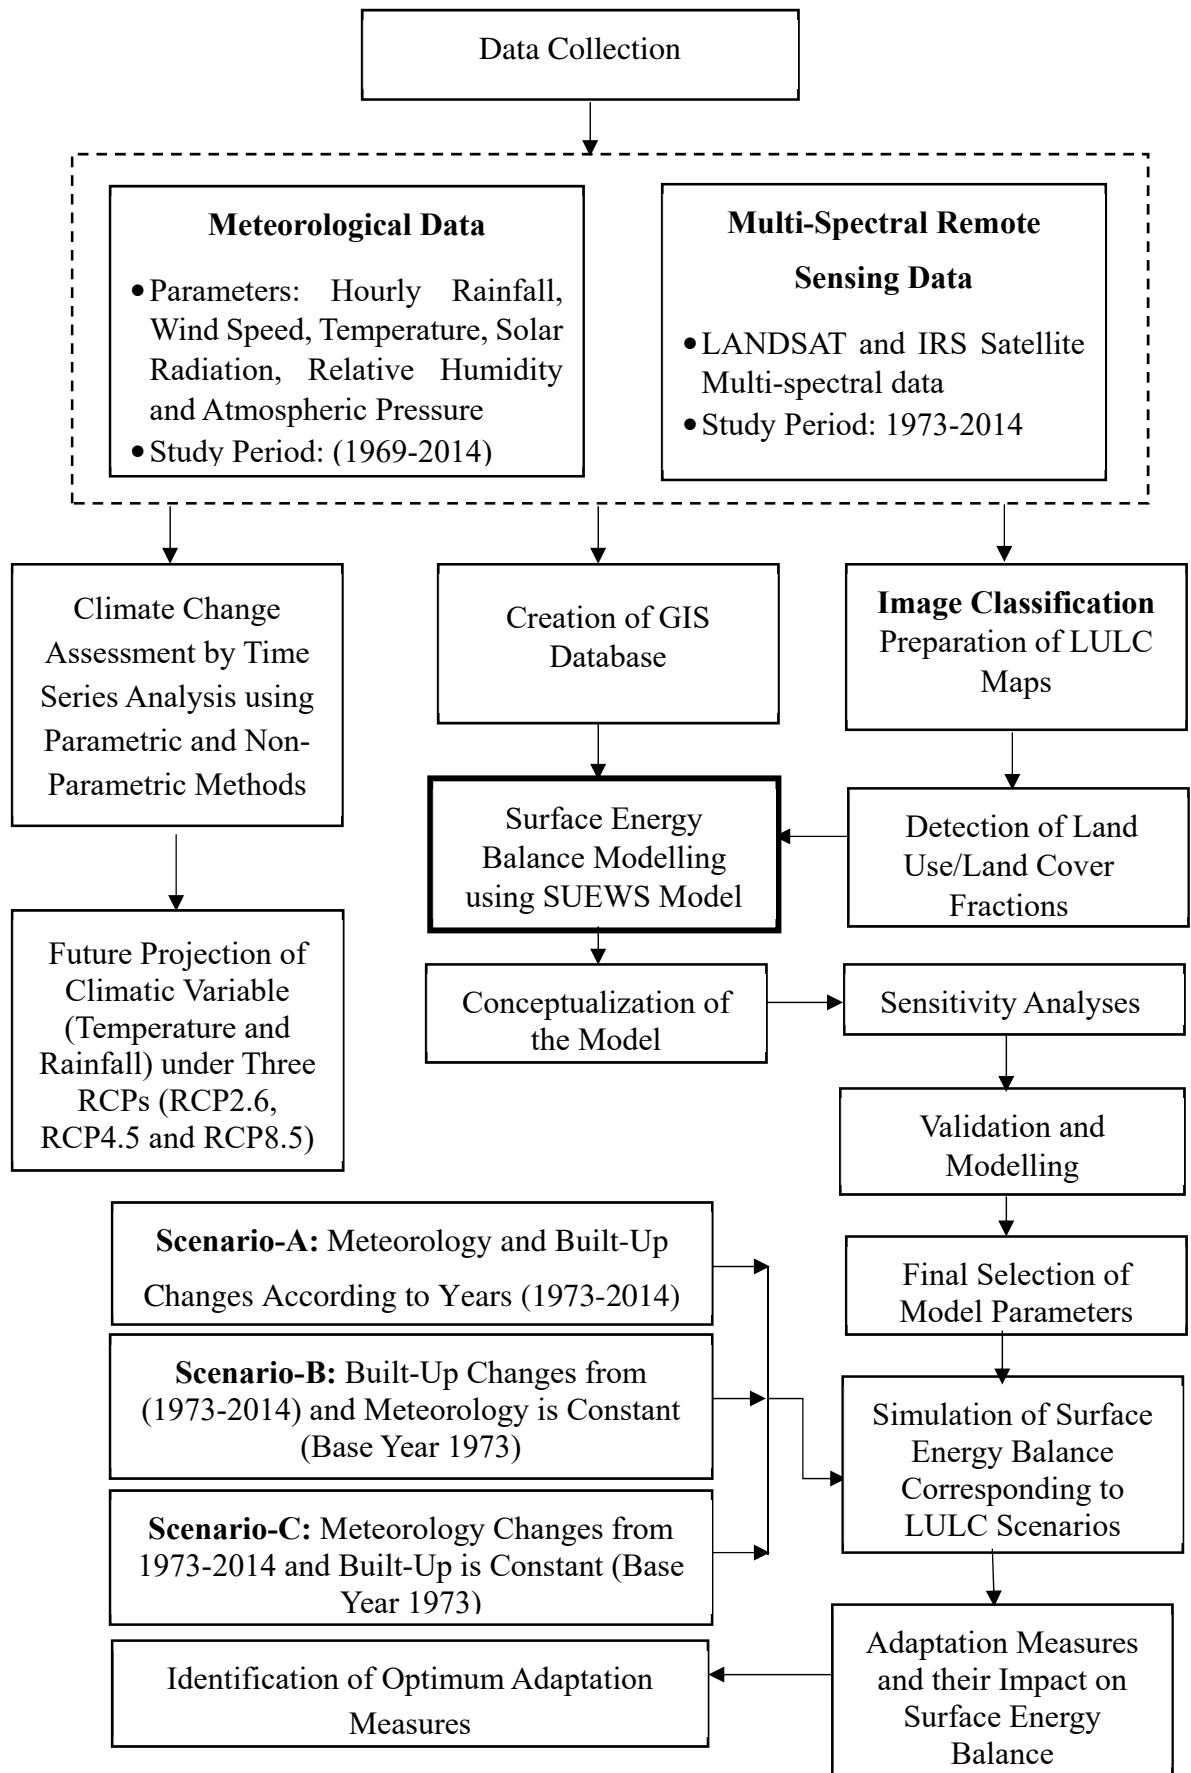 Data Collection
Meteorological Data
• Parameters: Hourly Rainfall,
Wind Speed, Temperature, Solar
Radiation, Relative Humidity
and Atmospheric Pressure
• Study Period: (1969-2014)
Multi-Spectral Remote
Sensing Data
• LANDSAT and IRS Satellite
Multi-spectral data
• Study Period: 1973-2014
Climate Change
Assessment by Time
Series Analysis using
Parametric and Non-
Parametric Methods
Creation of GIS
Database
Image Classification
Preparation of LULC
Maps
Surface Energy
Balance Modelling
using SUEWS Model
Detection of Land
Use/Land Cover
Fractions
Future Projection of
Climatic Variable
(Temperature and
Rainfall) under Three
RCPs (RCP2.6,
RCP4.5 and RCP8.5)
Conceptualization of
the Model
Sensitivity Analyses
Validation and
Modelling
Final Selection of
Model Parameters
Scenario-A: Meteorology and Built-Up
Changes According to Years (1973-2014)
Scenario-B: Built-Up Changes from
(1973-2014) and Meteorology is Constant
(Base Year 1973)
Scenario-C: Meteorology Changes from
1973-2014 and Built-Up is Constant (Base
Year 1973)
Simulation of Surface
Energy Balance
Corresponding to
LULC Scenarios
Adaptation Measures
and their Impact on
Surface Energy
Balance
Identification of Optimum Adaptation
Measures